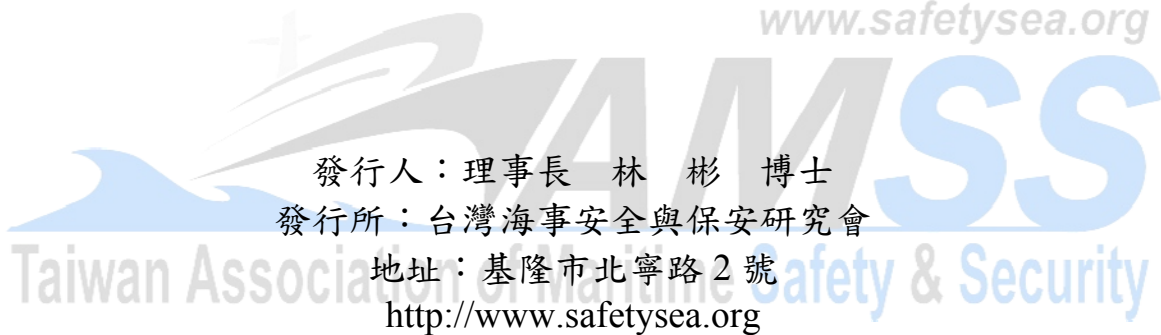 www.safetysea.org
TAMSS
發行人：理事長 林 彬 博士
發行所：台灣海事安全與保安研究會
Taiwan Association of Maritime Safety & Security
地址：基隆市北寧路 2 號
http://www.safetysea.org